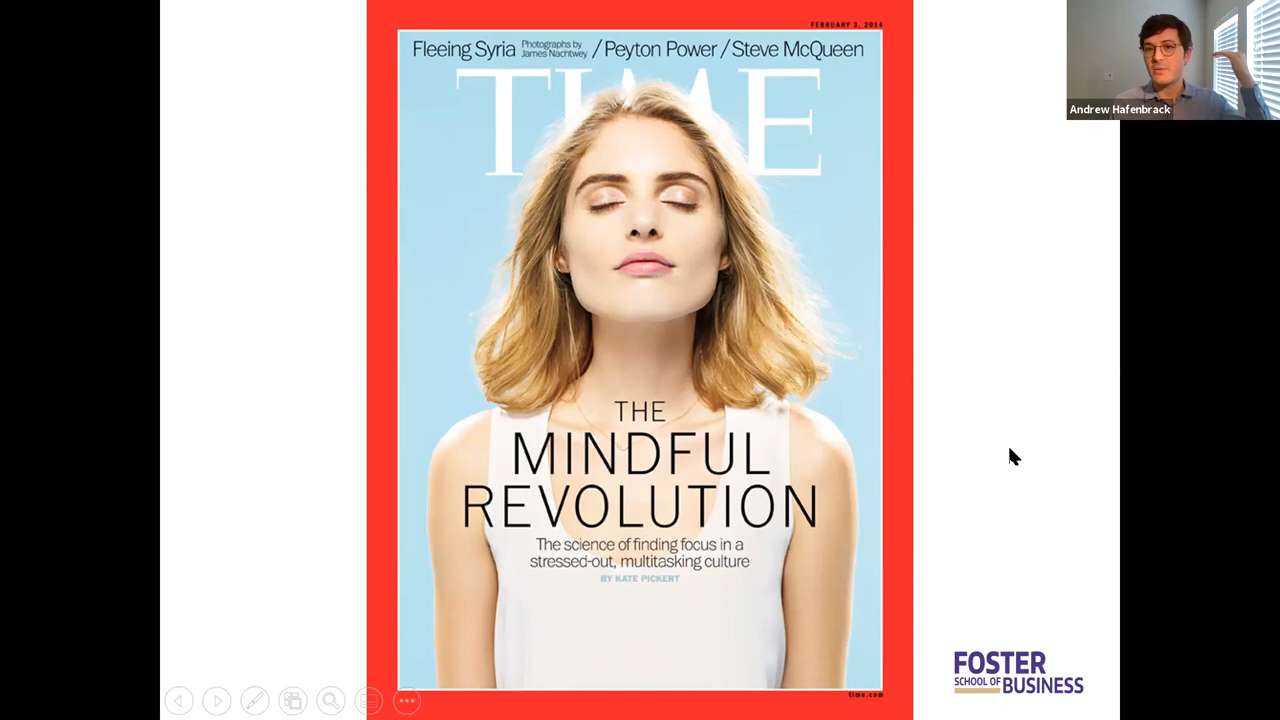 FEBRUARY 3, 2014
Fleeing Syria Photographs by James Nachtwey / Peyton Power / Steve McQueen
TIME
THE
MINDFUL
REVOLUTION
The science of finding focus in a
stressed-out, multitasking culture
BY KATE PICKERT
time.com
Andrew Hafenbrack
FOSTER
SCHOOL OF BUSINESS